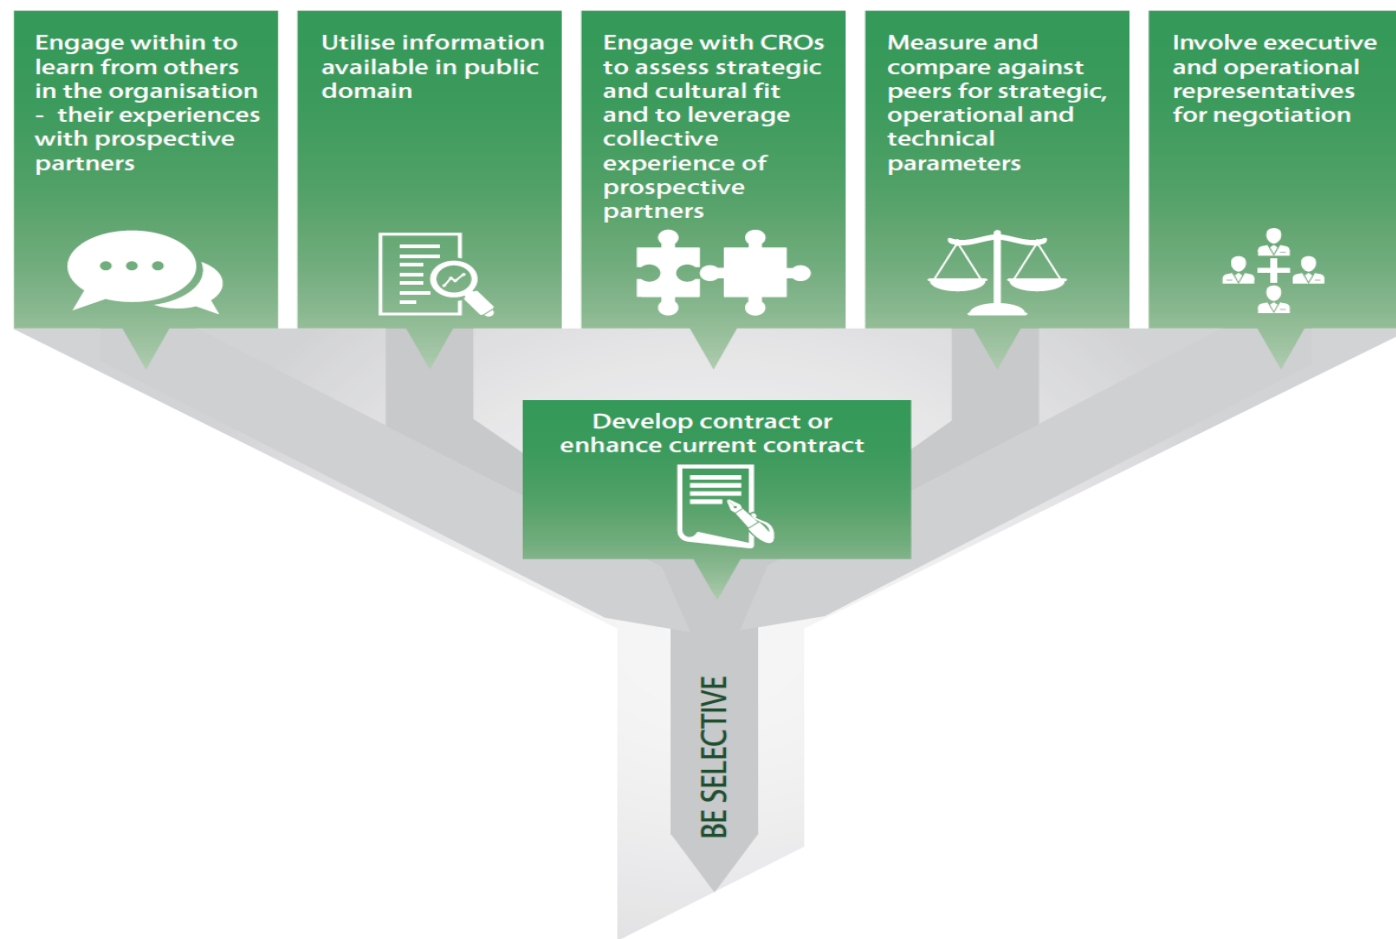 Engage within to
learn from others
in the organisation
- their experiences
with prospective
partners
Utilise information
available in public
domain
Engage with CROs
to assess strategic
and cultural fit
and to leverage
collective
experience of
prospective
partners
Measure and
compare against
peers for strategic,
operational and
technical
parameters
Involve executive
and operational
representatives
for negotiation
Develop contract or
enhance current contract
BE SELECTIVE